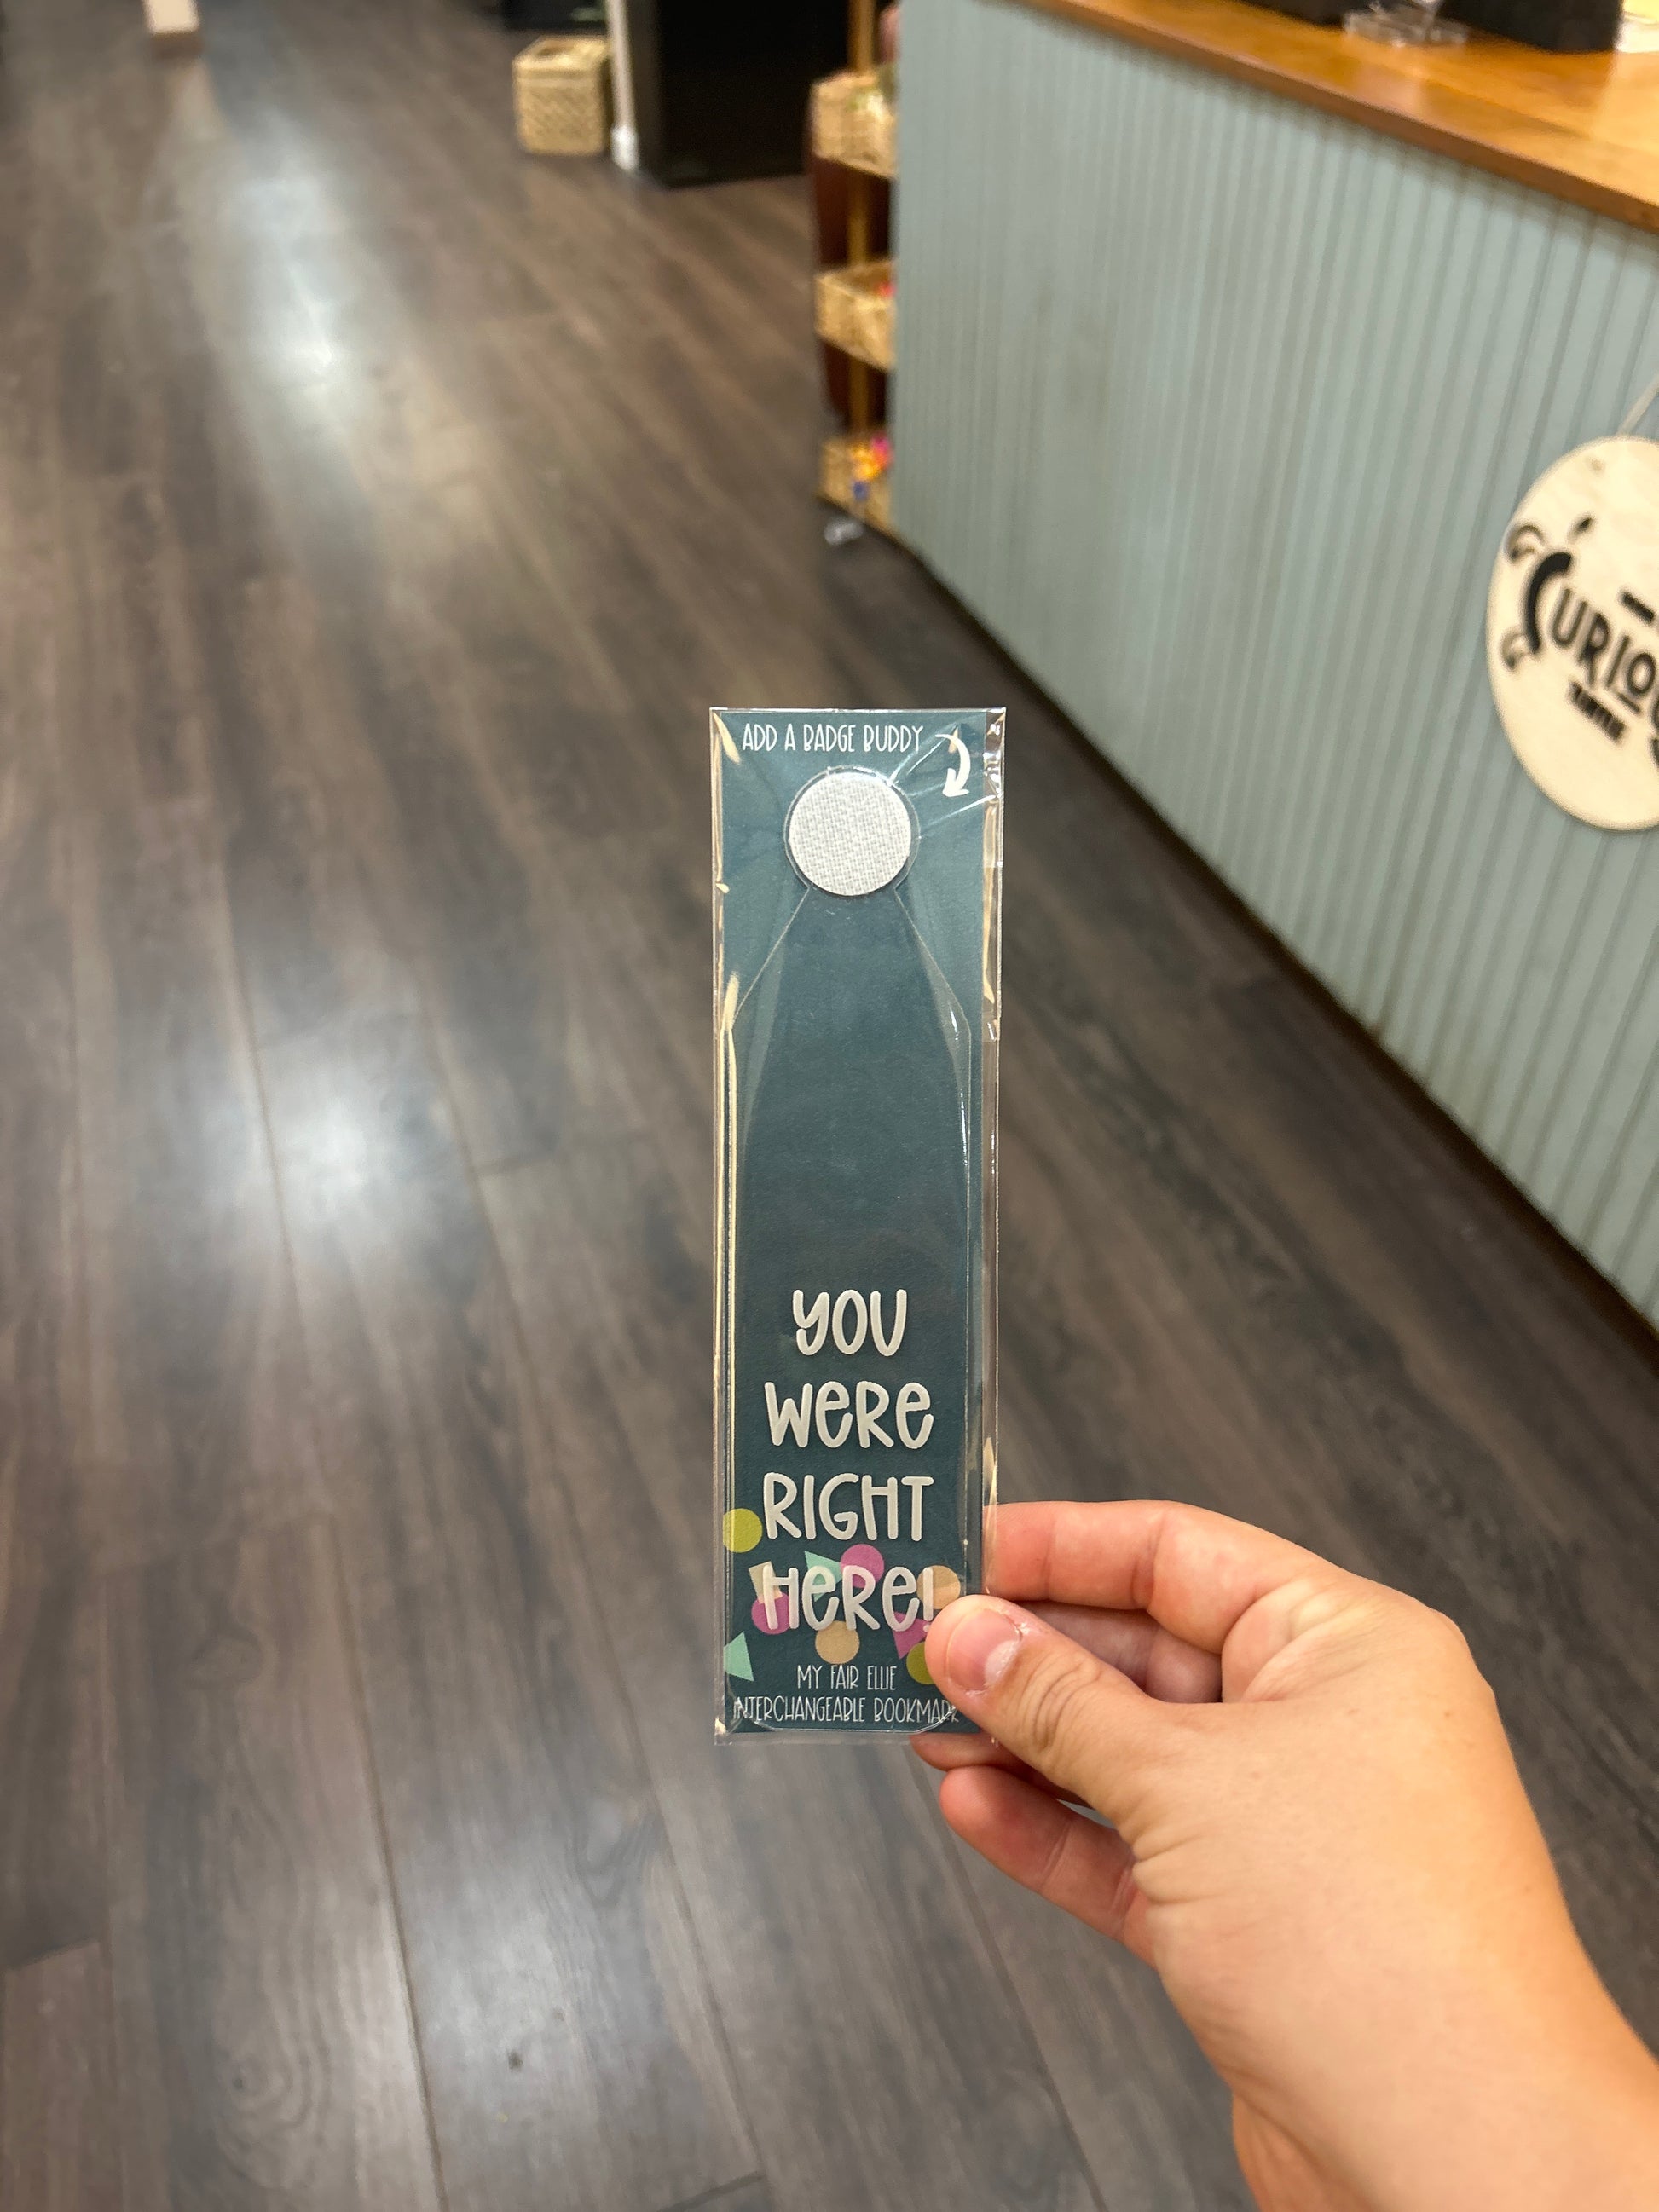 ADD A BADGE BUDDY
YOU
WERE
RIGHT
HERE!
MY FAIR ELLIE
INTERCHANGEABLE BOOKMARK